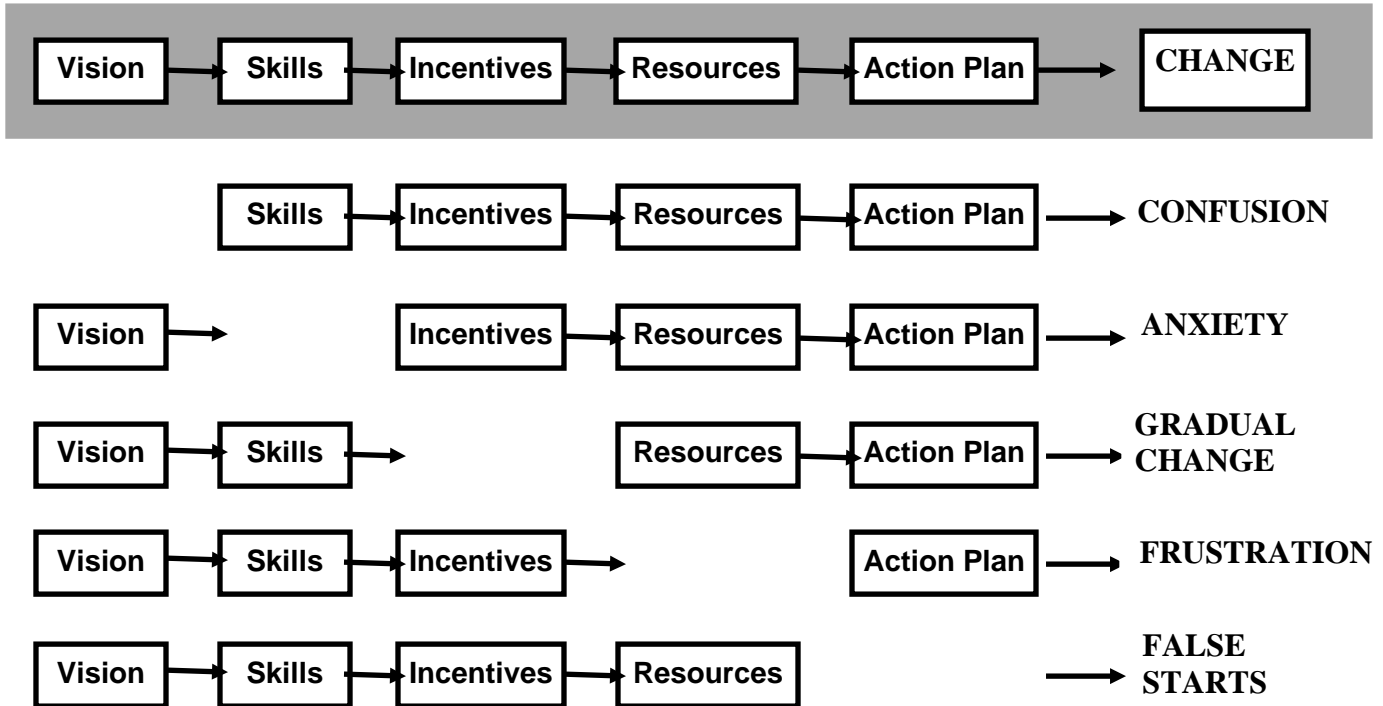 Vision Skills Incentives Resources Action Plan CHANGE
Skills Incentives Resources Action Plan CONFUSION
Vision Incentives Resources Action Plan ANXIETY
Vision Skills Resources Action Plan GRADUAL
CHANGE
Vision Skills Incentives Action Plan FRUSTRATION
Vision Skills Incentives Resources FALSE
STARTS